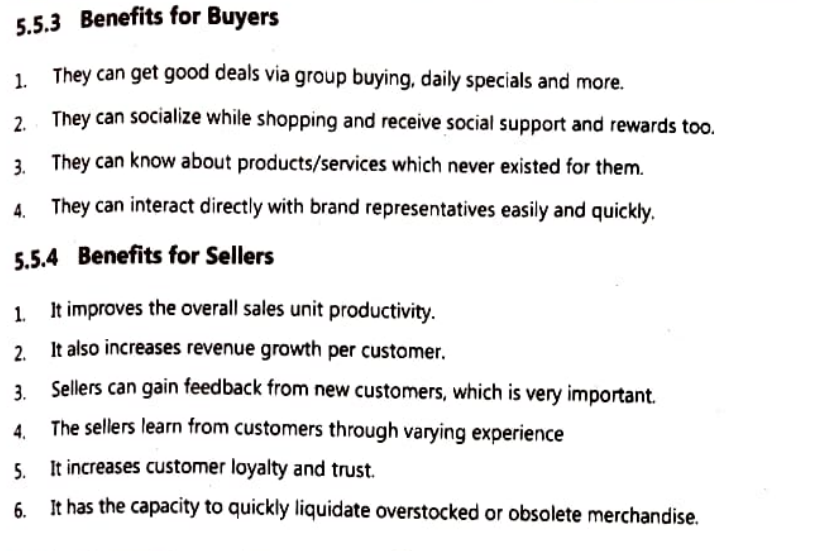 5.5.3 Benefits for Buyers
1. They can get good deals via group buying, daily specials and more.
2. They can socialize while shopping and receive social support and rewards too.
3. They can know about products/services which never existed for them.
4. They can interact directly with brand representatives easily and quickly.
5.5.4 Benefits for Sellers
1. It improves the overall sales unit productivity.
2. It also increases revenue growth per customer.
3. Sellers can gain feedback from new customers, which is very important.
4. The sellers learn from customers through varying experience
5. It increases customer loyalty and trust.
6. It has the capacity to quickly liquidate overstocked or obsolete merchandise.